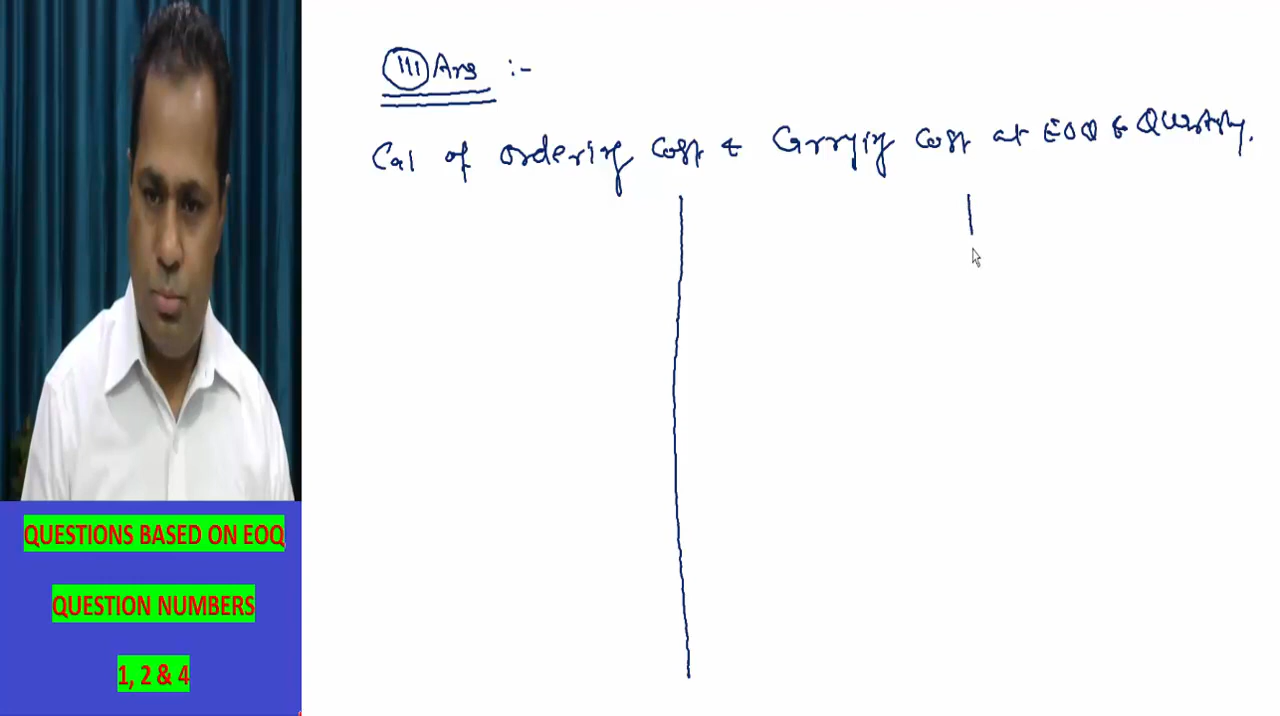 III Ans :-
Cal of ordering cost & Carrying cost at EOQ &
QUESTIONS BASED ON EOQ
QUESTION NUMBERS
1, 2 & 4